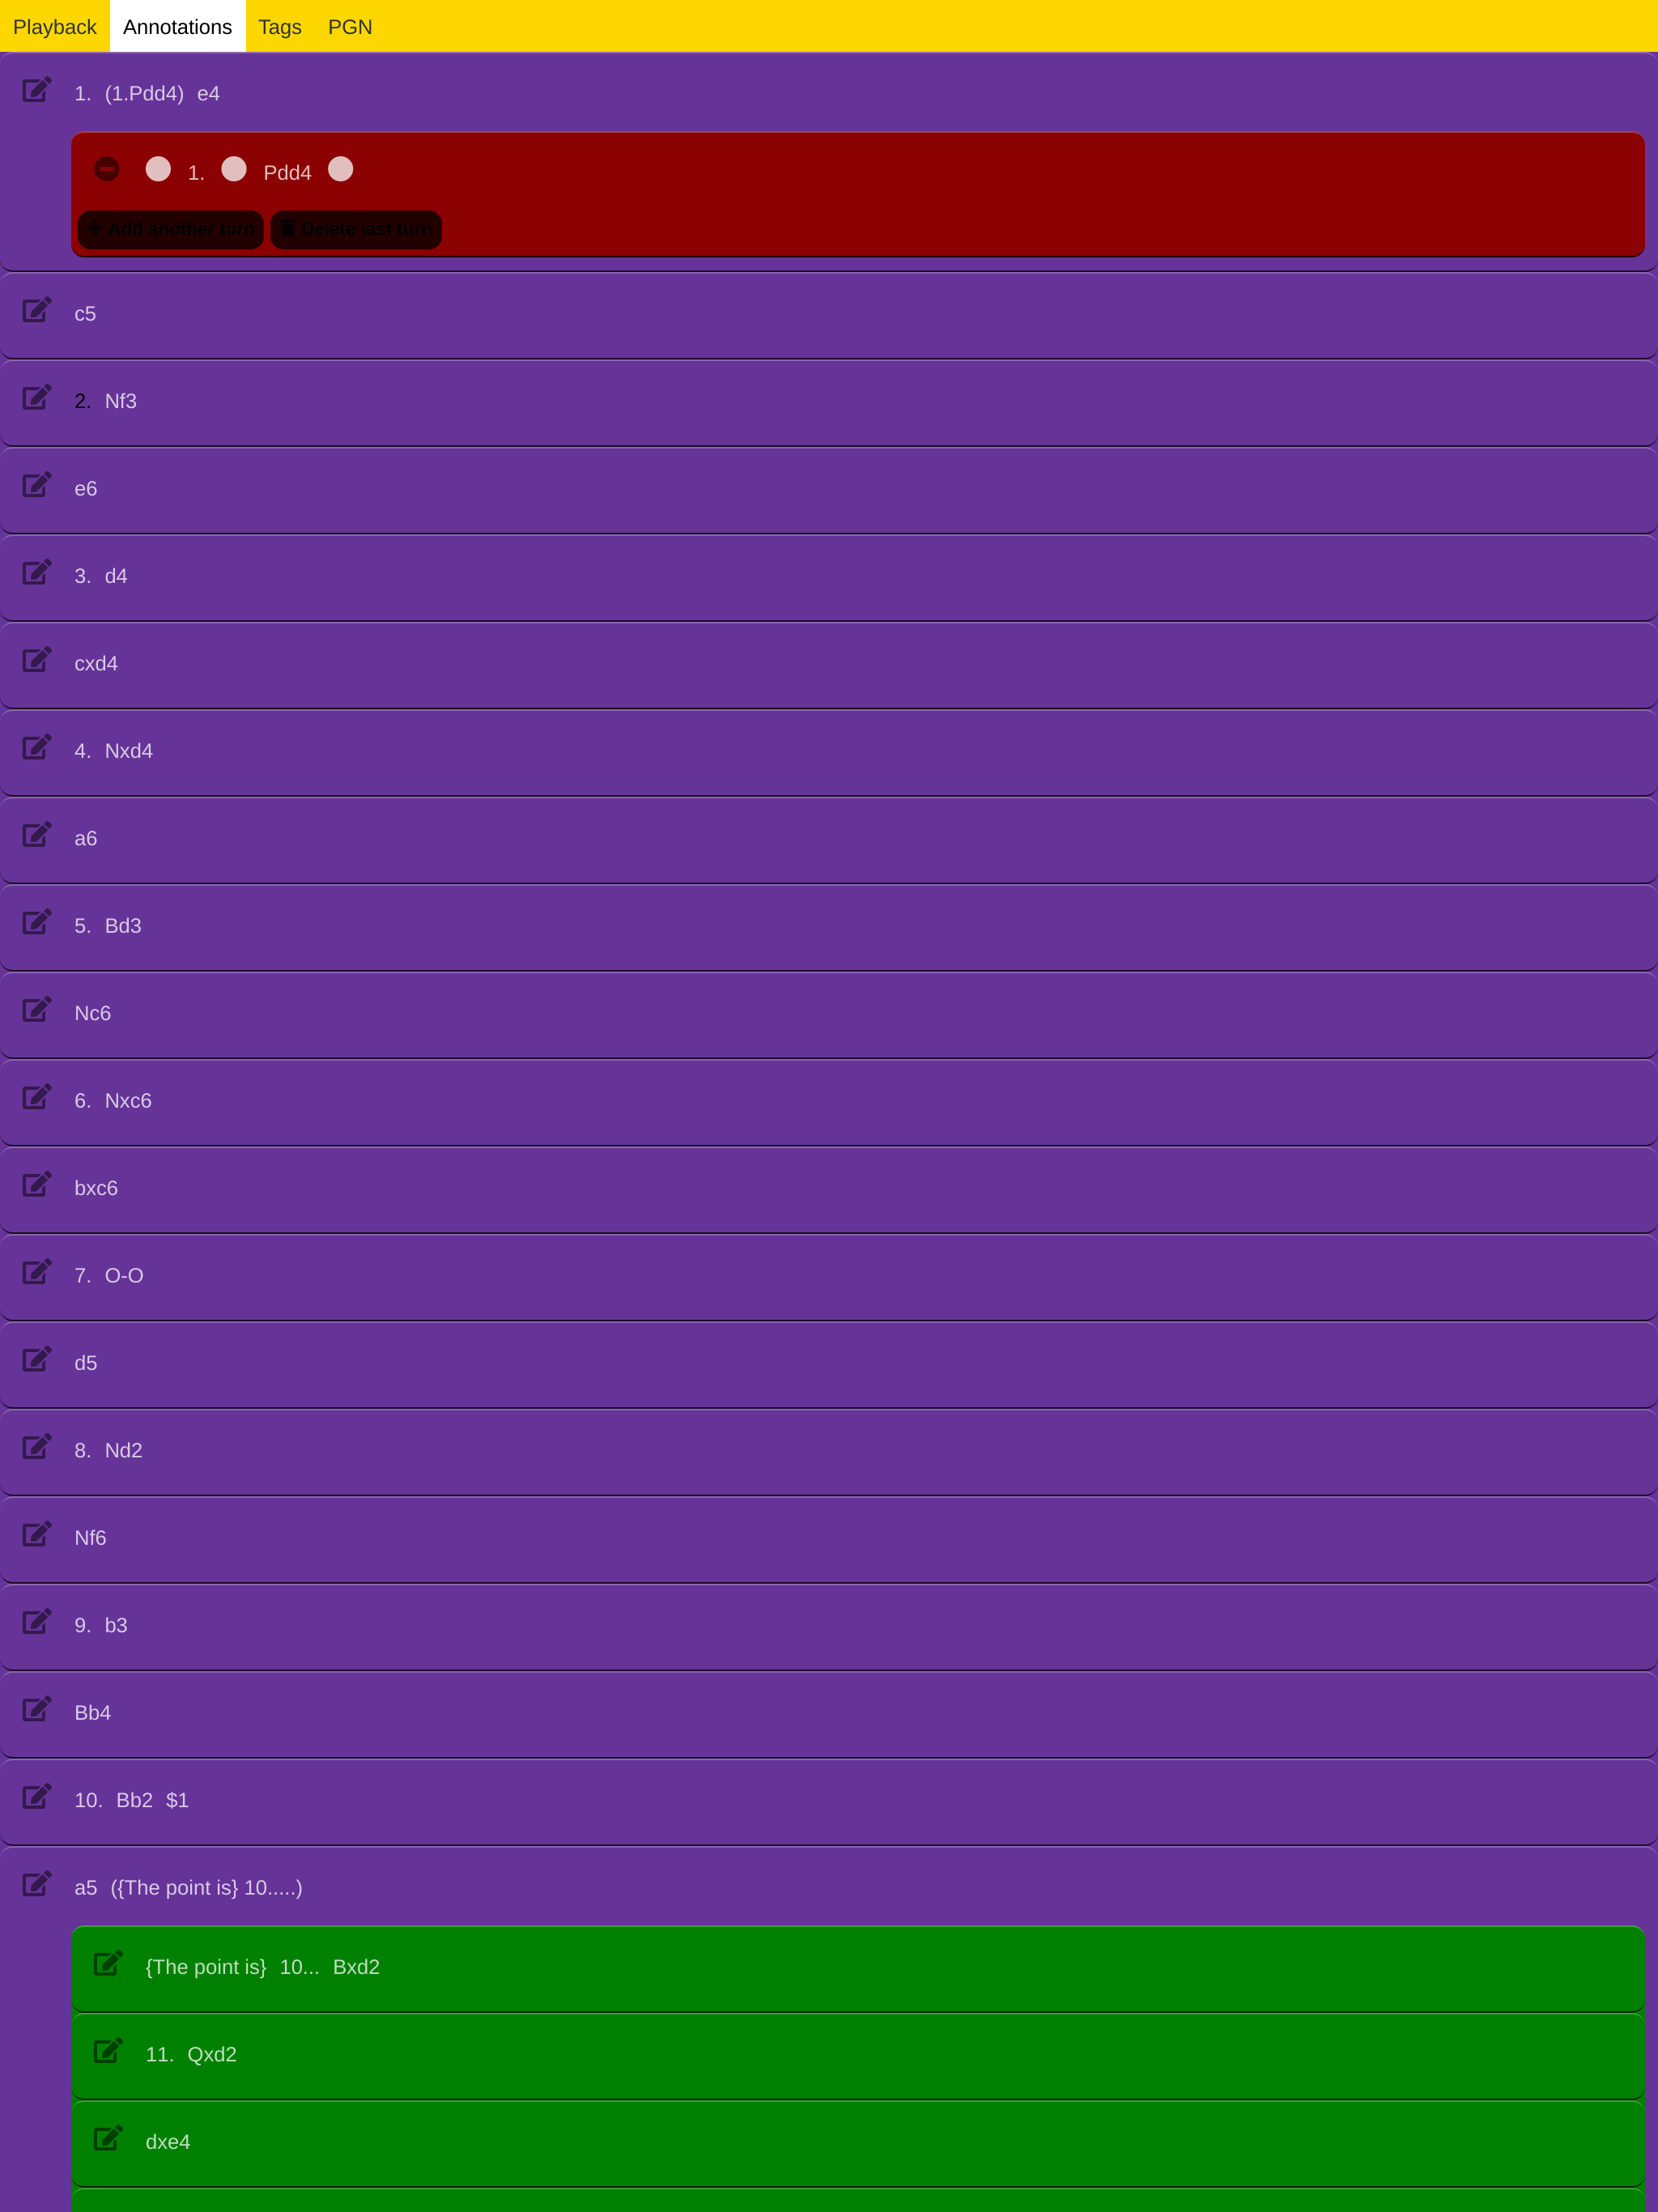 Playback Annotations Tags PGN
1. (1.Pdd4) e4
1. Pdd4
Add another turn Delete last turn
c5
2. Nf3
e6
3. d4
cxd4
4. Nxd4
a6
5. Bd3
Nc6
6. Nxc6
bxc6
7. O-O
d5
8. Nd2
Nf6
9. b3
Bb4
10. Bb2 $1
a5 ({The point is} 10.....)
{The point is} 10... Bxd2
11. Qxd2
dxe4